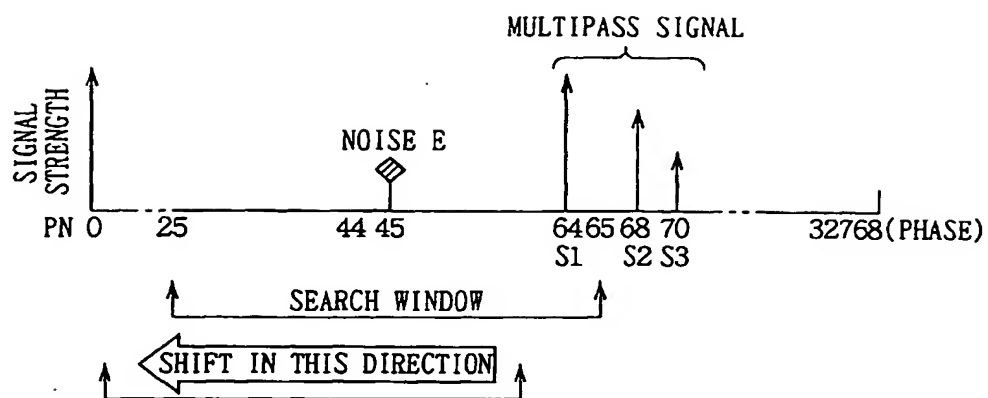 MULTIPASS SIGNAL
SIGNAL
STRENGTH
NOISE E
PN 0 25 44 45 64 65 68 70 32768(PHASE)
S1 S2 S3
SEARCH WINDOW
SHIFT IN THIS DIRECTION